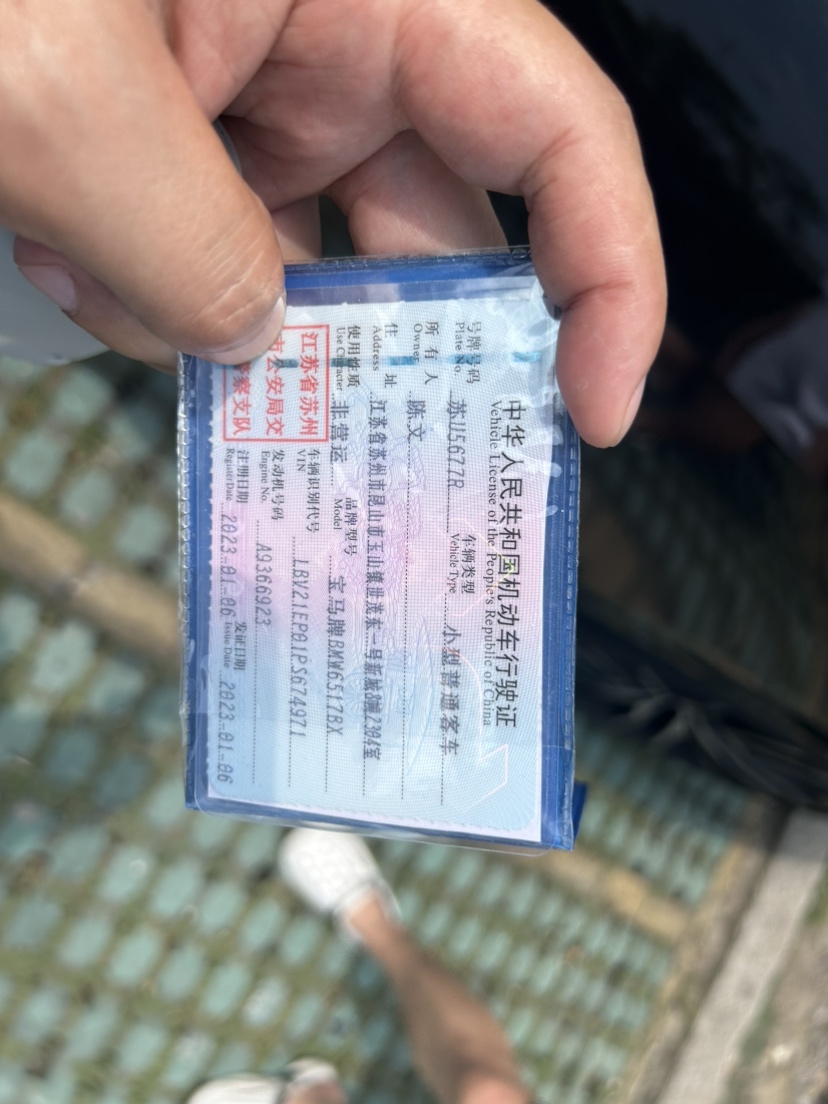 中华人民共和国机动车行驶证
Vehicle License of the People's Republic of China
号牌号码 苏U5677R 车辆类型 小型普通客车
Plate No. Vehicle Type
所有人 陈文
Owner
住址 江苏省苏州市昆山市玉山镇 2304室
Address
使用性质 非营运 品牌型号 宝马牌BMW6517BX
Use Character Model
江苏省苏州 车辆识别代号 LBV21EP01PS674971
VIN
公安局交 发动机号码 A9366923
Engine No.
警察支队 注册日期 2023-01-06 发证日期 2023-01-06
Register Date Issue Date